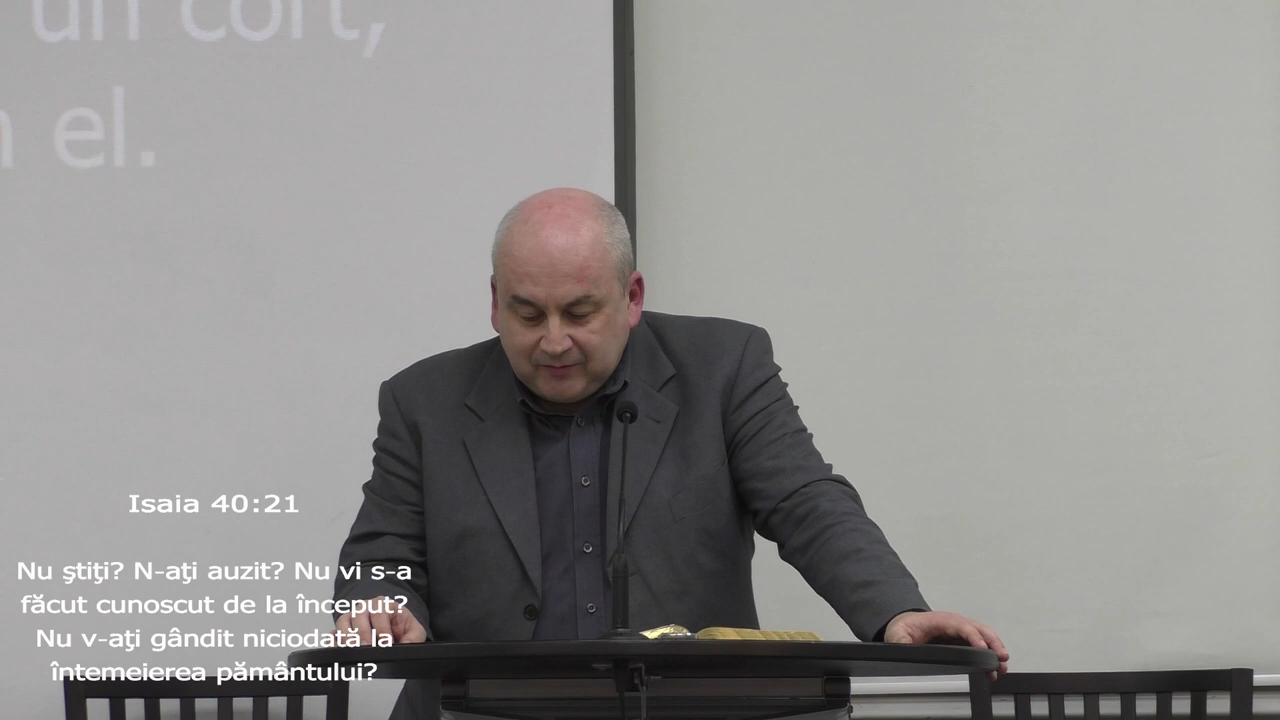 un cort,
el.
Isaia 40:21
Nu ştiţi? N-aţi auzit? Nu vi s-a
făcut cunoscut de la început?
Nu v-aţi gândit niciodată la
întemeierea pământului?